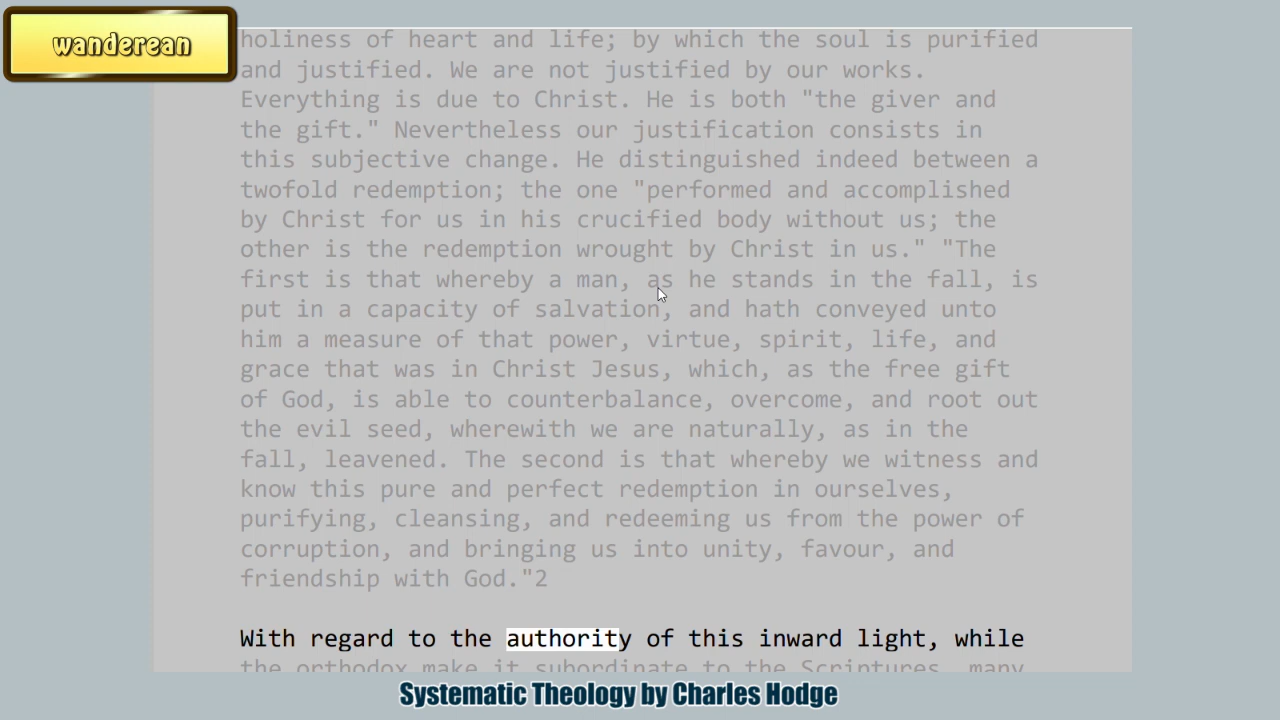 wanderean
holiness of heart and life; by which the soul is purified
and justified. We are not justified by our works.
Everything is due to Christ. He is both "the giver and
the gift." Nevertheless our justification consists in
this subjective change. He distinguished indeed between a
twofold redemption; the one "performed and accomplished
by Christ for us in his crucified body without us; the
other is the redemption wrought by Christ in us." "The
first is that whereby a man, as he stands in the fall, is
put in a capacity of salvation, and hath conveyed unto
him a measure of that power, virtue, spirit, life, and
grace that was in Christ Jesus, which, as the free gift
of God, is able to counterbalance, overcome, and root out
the evil seed, wherewith we are naturally, as in the
fall, leavened. The second is that whereby we witness and
know this pure and perfect redemption in ourselves,
purifying, cleansing, and redeeming us from the power of
corruption, and bringing us into unity, favour, and
friendship with God."2
With regard to the authority of this inward light, while
the orthodox make it subordinate to the Scriptures, many
Systematic Theology by Charles Hodge